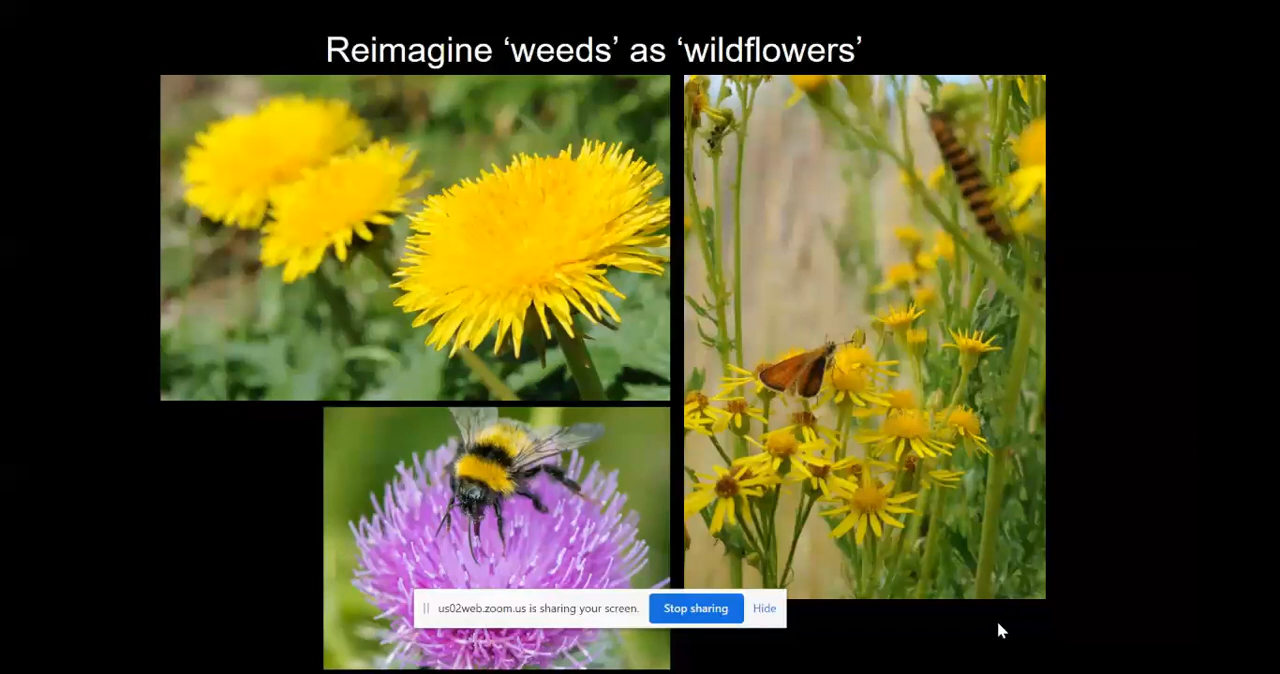 Reimagine ‘weeds’ as ‘wildflowers’
us02web.zoom.us is sharing your screen. Stop sharing Hide